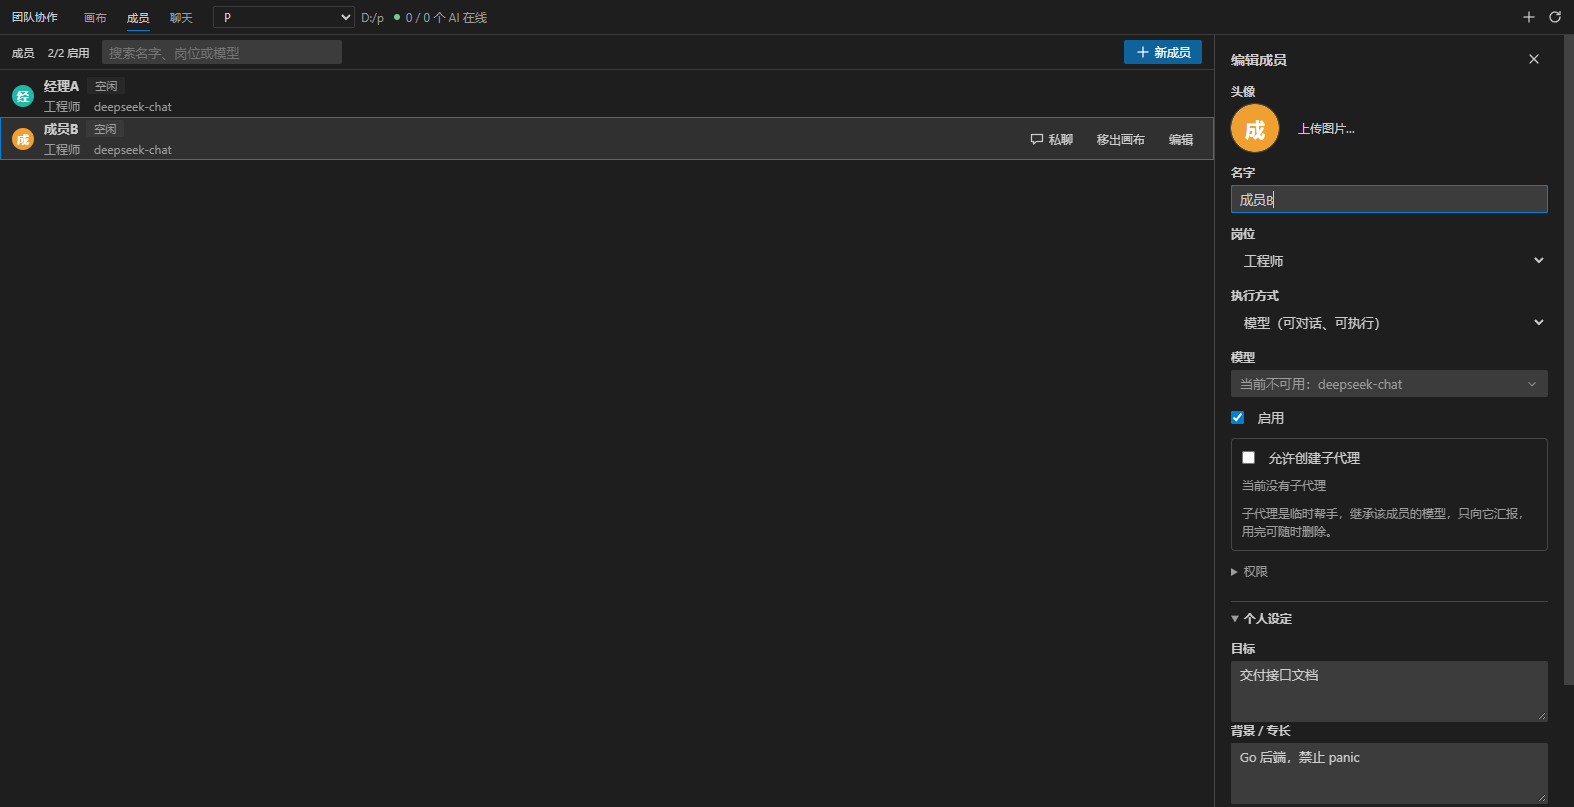 团队协作 画布 成员 聊天 P D:/p 0 / 0 个 AI 在线
成员 2/2 启用 搜索名字、岗位或模型 新成员
经 经理A 空闲
工程师 deepseek-chat
成 成员B 空闲
工程师 deepseek-chat
私聊 移出画布 编辑
编辑成员
头像
成 上传图片...
名字
成员B
岗位
工程师
执行方式
模型（可对话、可执行）
模型
当前不可用：deepseek-chat
启用
允许创建子代理
当前没有子代理
子代理是临时帮手，继承该成员的模型，只向它汇报，
用完可随时删除。
权限
个人设定
目标
交付接口文档
背景 / 专长
Go 后端，禁止 panic